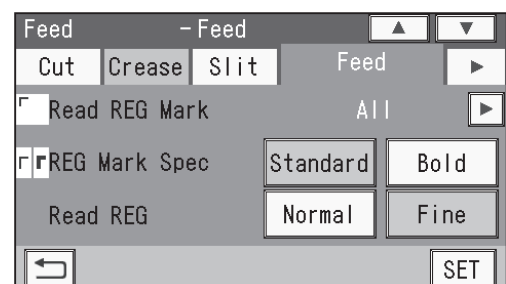 Feed - Feed ▲ ▼
Cut Crease Slit Feed ▶
Read REG Mark All ▶
REG Mark Spec Standard Bold
Read REG Normal Fine
SET